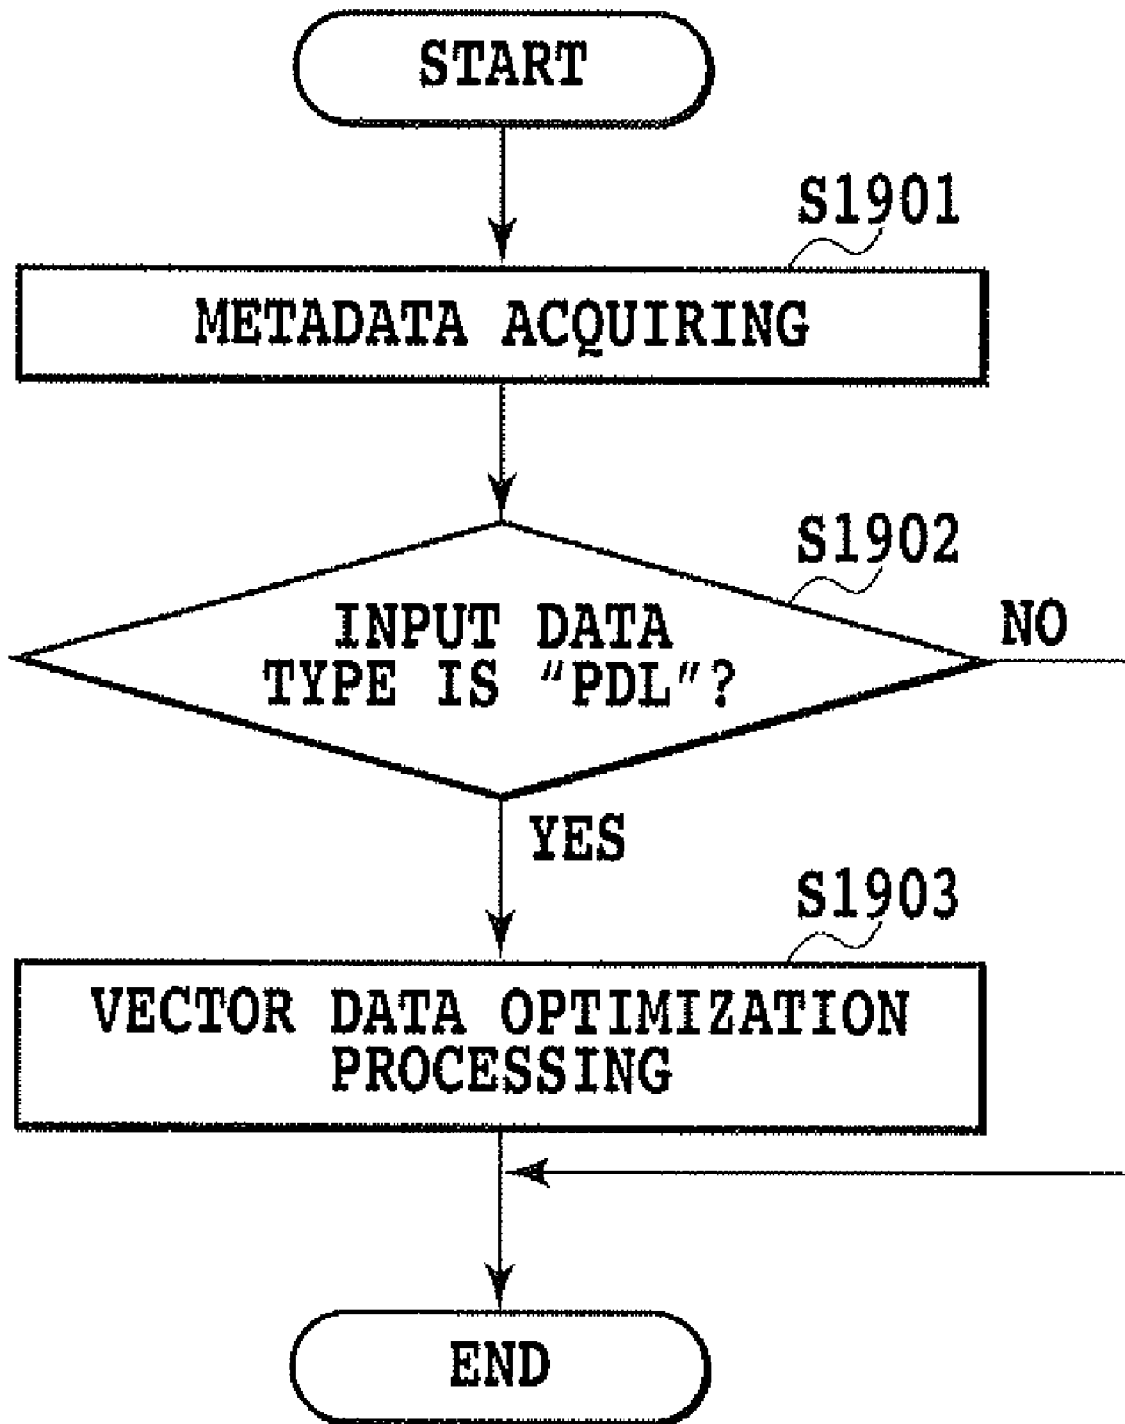 START
S1901
METADATA ACQUIRING
S1902
INPUT DATA
TYPE IS “PDL”?
NO
YES
S1903
VECTOR DATA OPTIMIZATION
PROCESSING
END